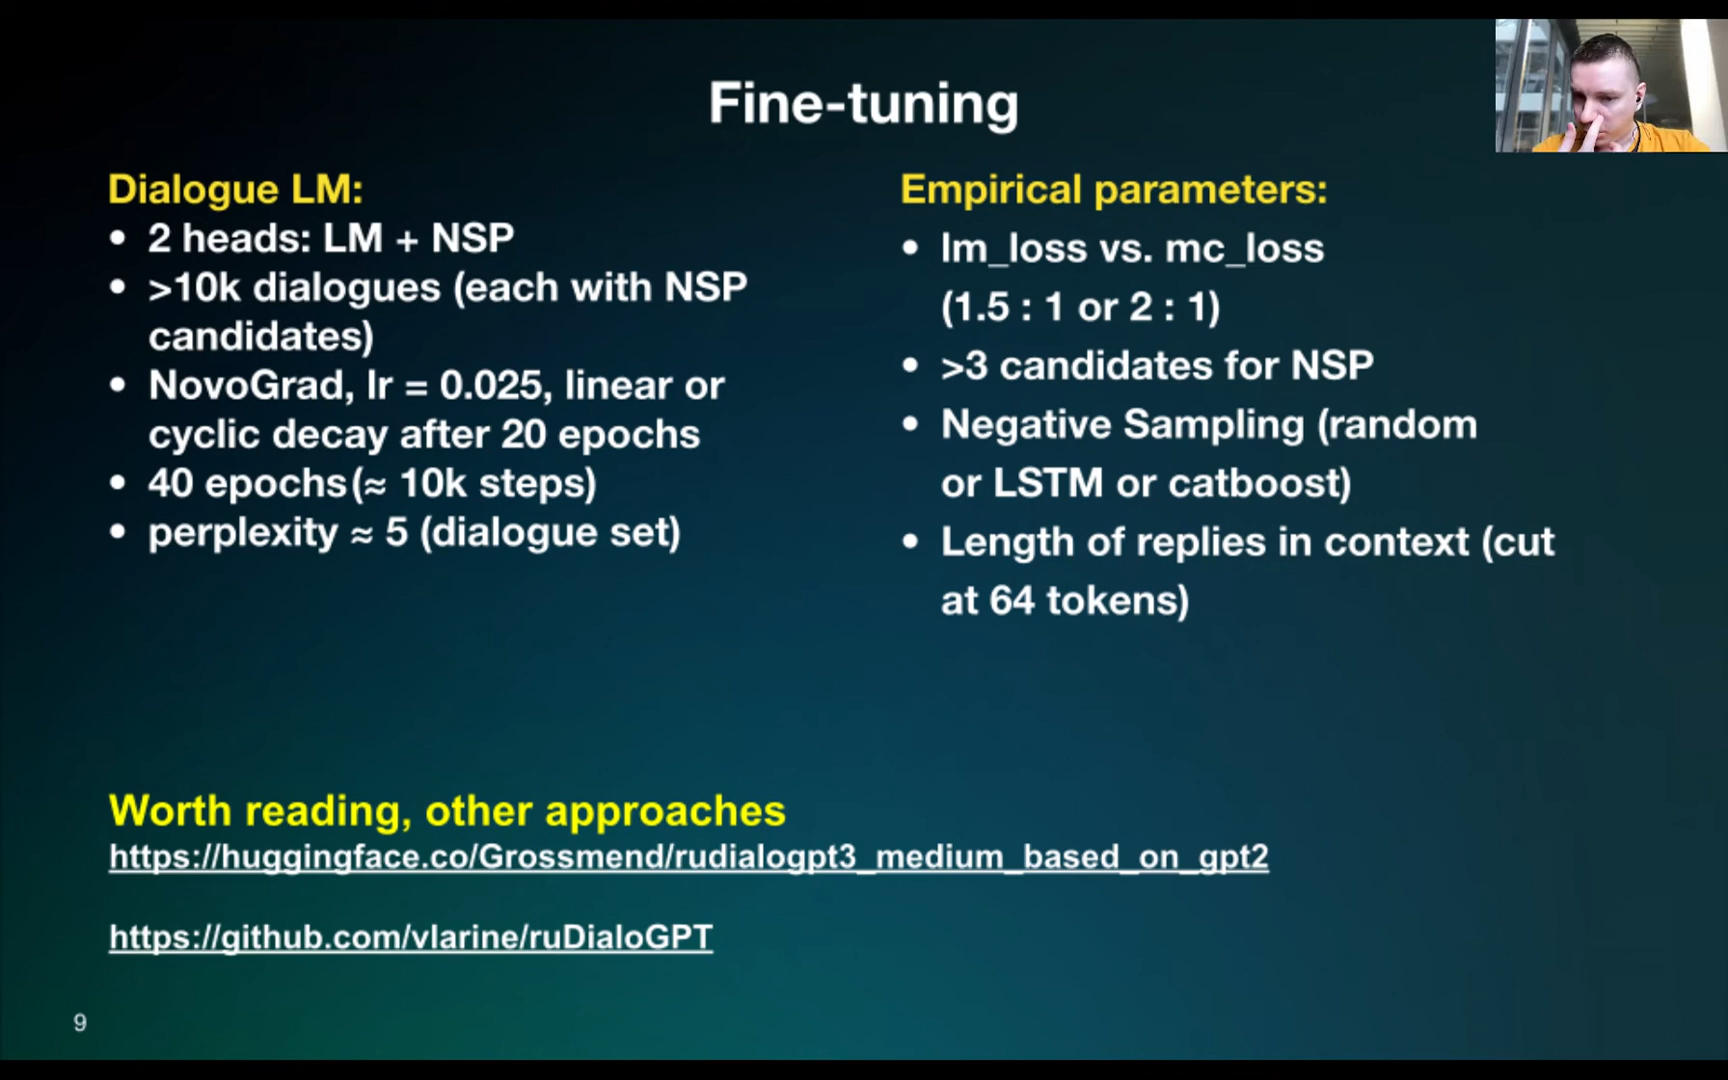 Fine-tuning
Dialogue LM:
• 2 heads: LM + NSP
• >10k dialogues (each with NSP
candidates)
• NovoGrad, lr = 0.025, linear or
cyclic decay after 20 epochs
• 40 epochs (≈ 10k steps)
• perplexity ≈ 5 (dialogue set)
Empirical parameters:
• lm_loss vs. mc_loss
(1.5 : 1 or 2 : 1)
• >3 candidates for NSP
• Negative Sampling (random
or LSTM or catboost)
• Length of replies in context (cut
at 64 tokens)
Worth reading, other approaches
https://huggingface.co/Grossmend/rudialogpt3_medium_based_on_gpt2
https://github.com/vlarine/ruDialoGPT
9